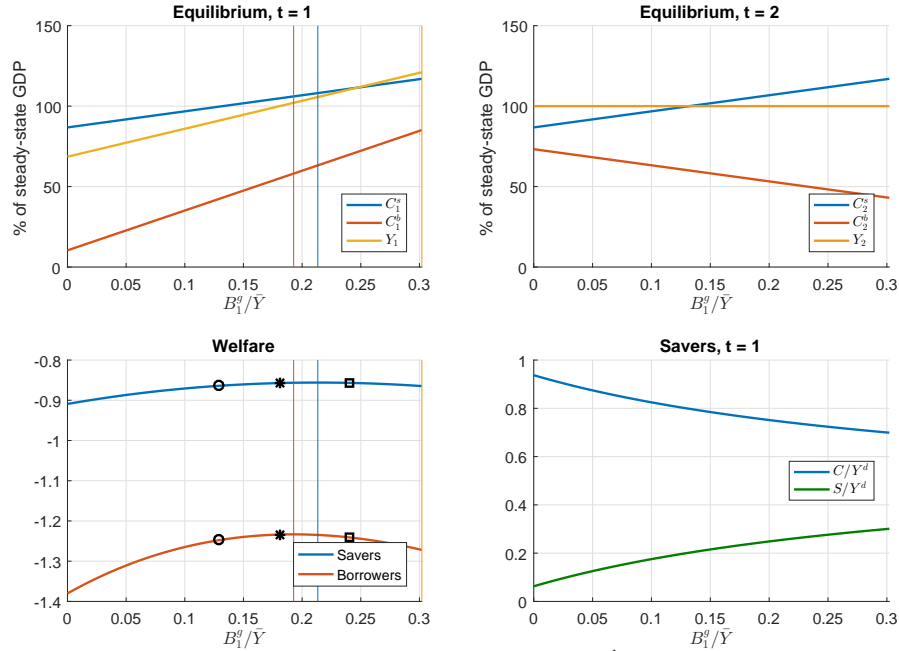 Equilibrium, t = 1
% of steady-state GDP
150
100
50
0
0 0.05 0.1 0.15 0.2 0.25 0.3
$B_1^g/\bar{Y}$
$C_1^s$
$C_1^b$
$Y_1$
Equilibrium, t = 2
% of steady-state GDP
150
100
50
0
0 0.05 0.1 0.15 0.2 0.25 0.3
$B_1^g/\bar{Y}$
$C_2^s$
$C_2^b$
$Y_2$
Welfare
-0.8
-0.9
-1
-1.1
-1.2
-1.3
-1.4
0 0.05 0.1 0.15 0.2 0.25 0.3
$B_1^g/\bar{Y}$
Savers
Borrowers
Savers, t = 1
1
0.8
0.6
0.4
0.2
0
0 0.05 0.1 0.15 0.2 0.25 0.3
$B_1^g/\bar{Y}$
$C/Y^d$
$S/Y^d$